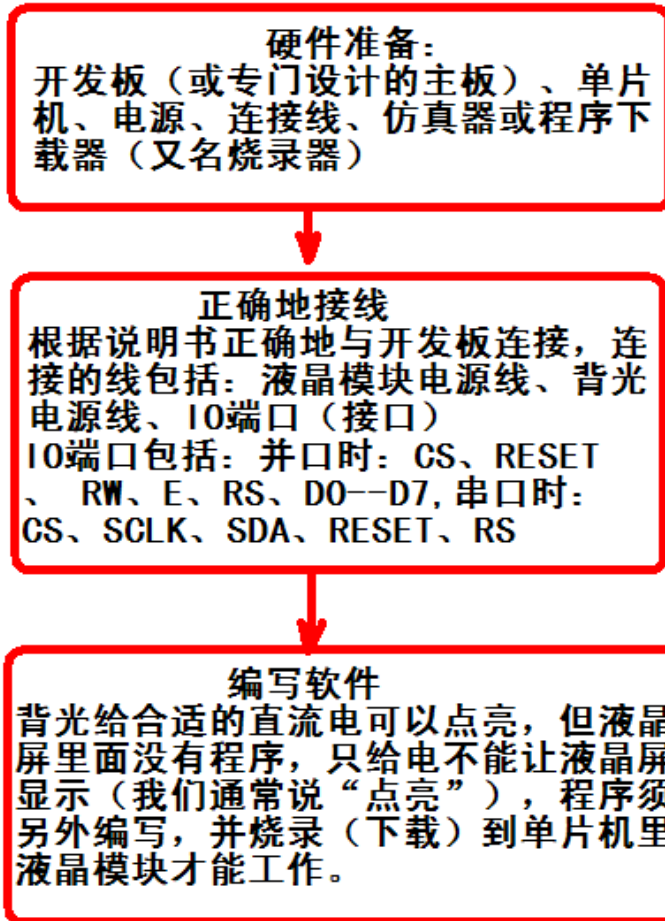 硬件准备:
开发板（或专门设计的主板）、单片
机、电源、连接线、仿真器或程序下
载器（又名烧录器）
正确地接线
根据说明书正确地与开发板连接，连
接的线包括：液晶模块电源线、背光
电源线、IO端口（接口）
IO端口包括：并口时：CS、RESET
、 RW、E、RS、D0--D7,串口时：
CS、SCLK、SDA、RESET、RS
编写软件
背光给合适的直流电可以点亮，但液晶
屏里面没有程序，只给电不能让液晶屏
显示（我们通常说“点亮”），程序须
另外编写，并烧录（下载）到单片机里
液晶模块才能工作。